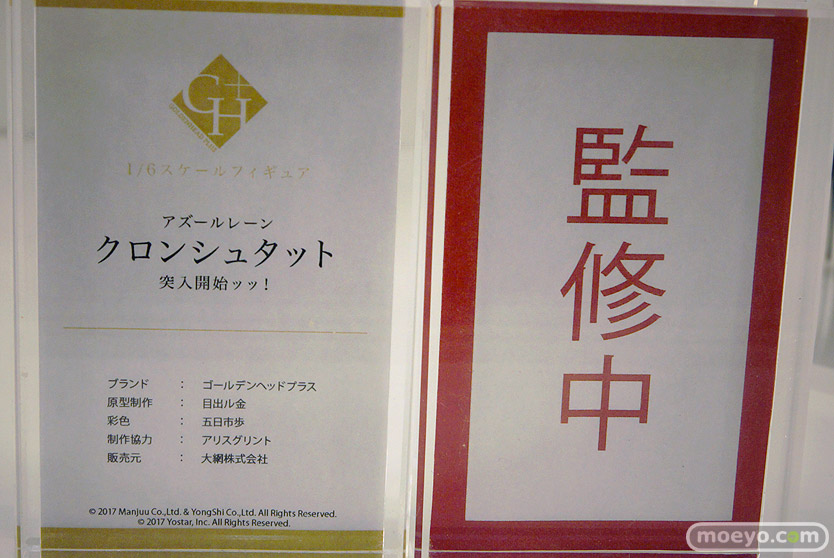 GH
1/6スケールフィギュア
アズールレーン
クロンシュタット
突入開始ッッ!
ブランド : ゴールデンヘッドプラス
原型制作 : 目出ル金
彩色 : 五日市歩
制作協力 : アリスグリント
販売元 : 大網株式会社
© 2017 Manjuu Co.,Ltd. & YongShi Co.,Ltd. All Rights Reserved.
© 2017 Yostar, Inc. All Rights Reserved.
監修中
moeyo.com